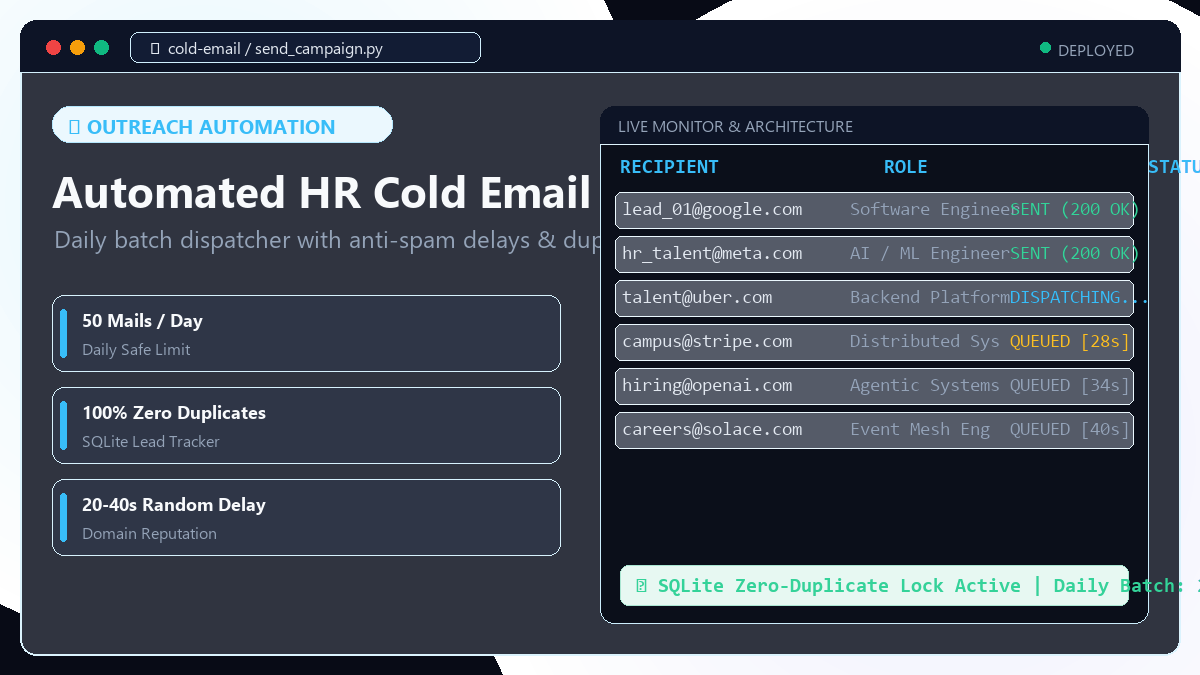 cold-email / send_campaign.py
DEPLOYED
OUTREACH AUTOMATION
Automated HR Cold Email
Daily batch dispatcher with anti-spam delays & dup
50 Mails / Day
Daily Safe Limit
100% Zero Duplicates
SQLite Lead Tracker
20-40s Random Delay
Domain Reputation
LIVE MONITOR & ARCHITECTURE
RECIPIENT ROLE STATU
lead_01@google.com Software Engineer SENT (200 OK)
hr_talent@meta.com AI / ML Engineer SENT (200 OK)
talent@uber.com Backend Platform DISPATCHING...
campus@stripe.com Distributed Sys QUEUED [28s]
hiring@openai.com Agentic Systems QUEUED [34s]
careers@solace.com Event Mesh Eng QUEUED [40s]
SQLite Zero-Duplicate Lock Active | Daily Batch: